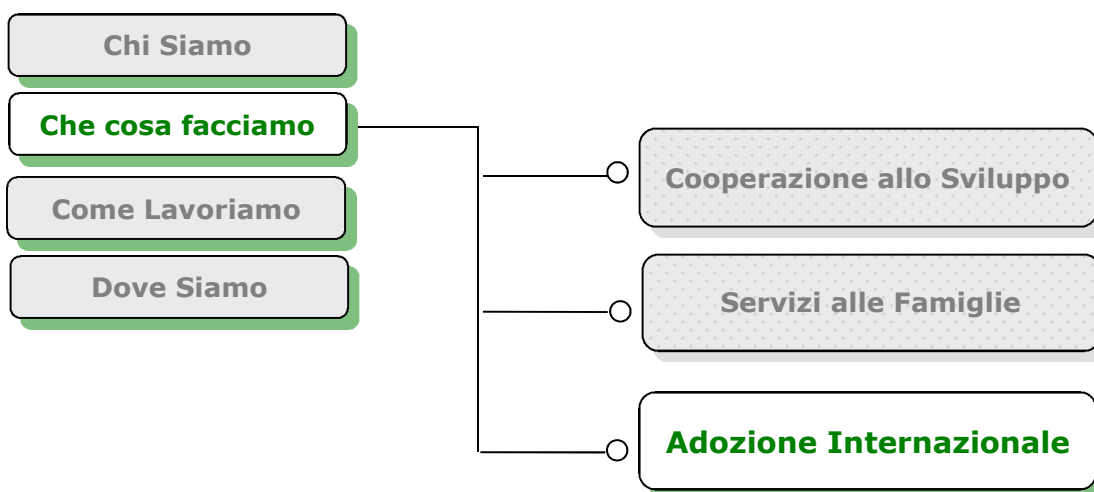 Chi Siamo
Che cosa facciamo
Come Lavoriamo
Dove Siamo
Cooperazione allo Sviluppo
Servizi alle Famiglie
Adozione Internazionale